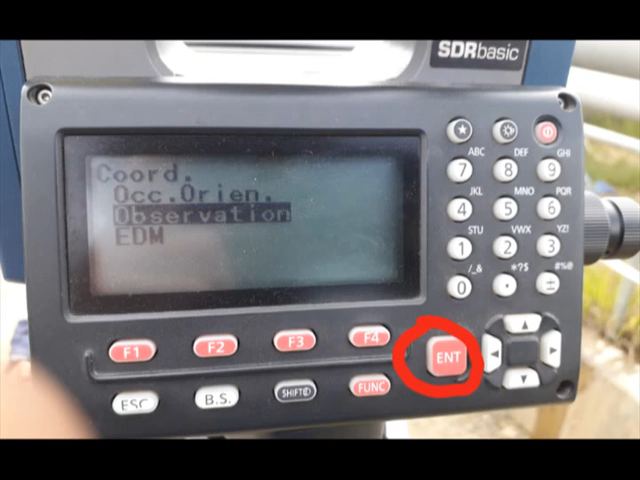 SDRbasic
Coord.
Occ.Orien.
Observation
EDM
ABC DEF GHI
7 8 9
JKL MNO PQR
4 5 6
STU VWX YZ!
1 2 3
/_& *?$ #%@
0 . ±
F1 F2 F3 F4 ENT
ESC B.S. SHIFT FUNC